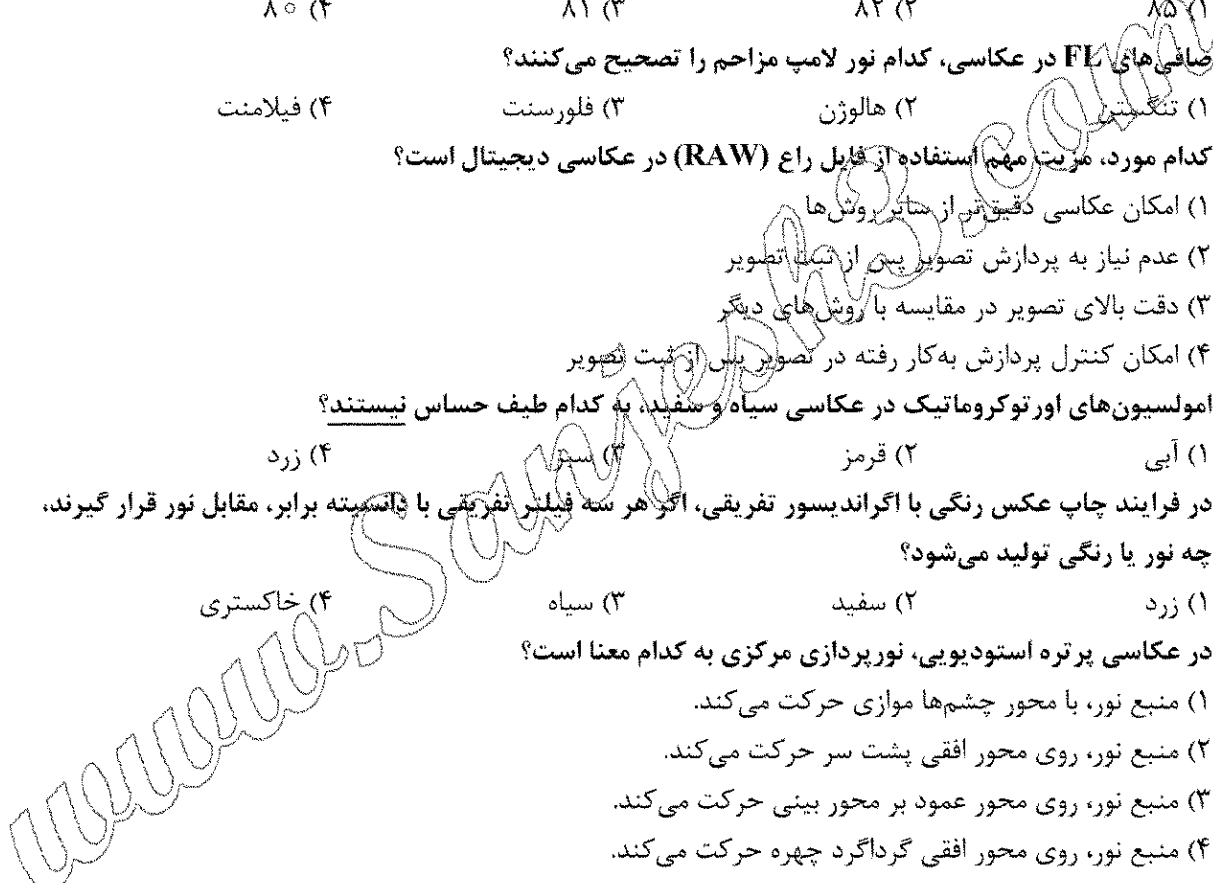 ۱) ۸۵ ۲) ۸۲ ۳) ۸۱ ۴) ۸۰
صافی‌های FL در عکاسی، کدام نور لامپ مزاحم را تصحیح می‌کنند؟
۱) تنگستن ۲) هالوژن ۳) فلورسنت ۴) فیلامنت
کدام مورد، مزیت مهم استفاده از فایل راع (RAW) در عکاسی دیجیتال است؟
۱) امکان عکاسی دقیق‌تر از سایر روش‌ها
۲) عدم نیاز به پردازش تصویر پس از ثبت تصویر
۳) دقت بالای تصویر در مقایسه با روش‌های دیگر
۴) امکان کنترل پردازش به‌کار رفته در تصویر پس از ثبت تصویر
امولسیون‌های اورتوکروماتیک در عکاسی سیاه و سفید، به کدام طیف حساس نیستند؟
۱) آبی ۲) قرمز ۳) سبز ۴) زرد
در فرایند چاپ عکس رنگی با اگراندیسور تفریقی، اگر هر سه فیلتر تفریقی با دانسیته برابر، مقابل نور قرار گیرند،
چه نور یا رنگی تولید می‌شود؟
۱) زرد ۲) سفید ۳) سیاه ۴) خاکستری
در عکاسی پرتره استودیویی، نورپردازی مرکزی به کدام معنا است؟
۱) منبع نور، با محور چشم‌ها موازی حرکت می‌کند.
۲) منبع نور، روی محور افقی پشت سر حرکت می‌کند.
۳) منبع نور، روی محور عمود بر محور بینی حرکت می‌کند.
۴) منبع نور، روی محور افقی گرداگرد چهره حرکت می‌کند.
www.Sanjesh3.com